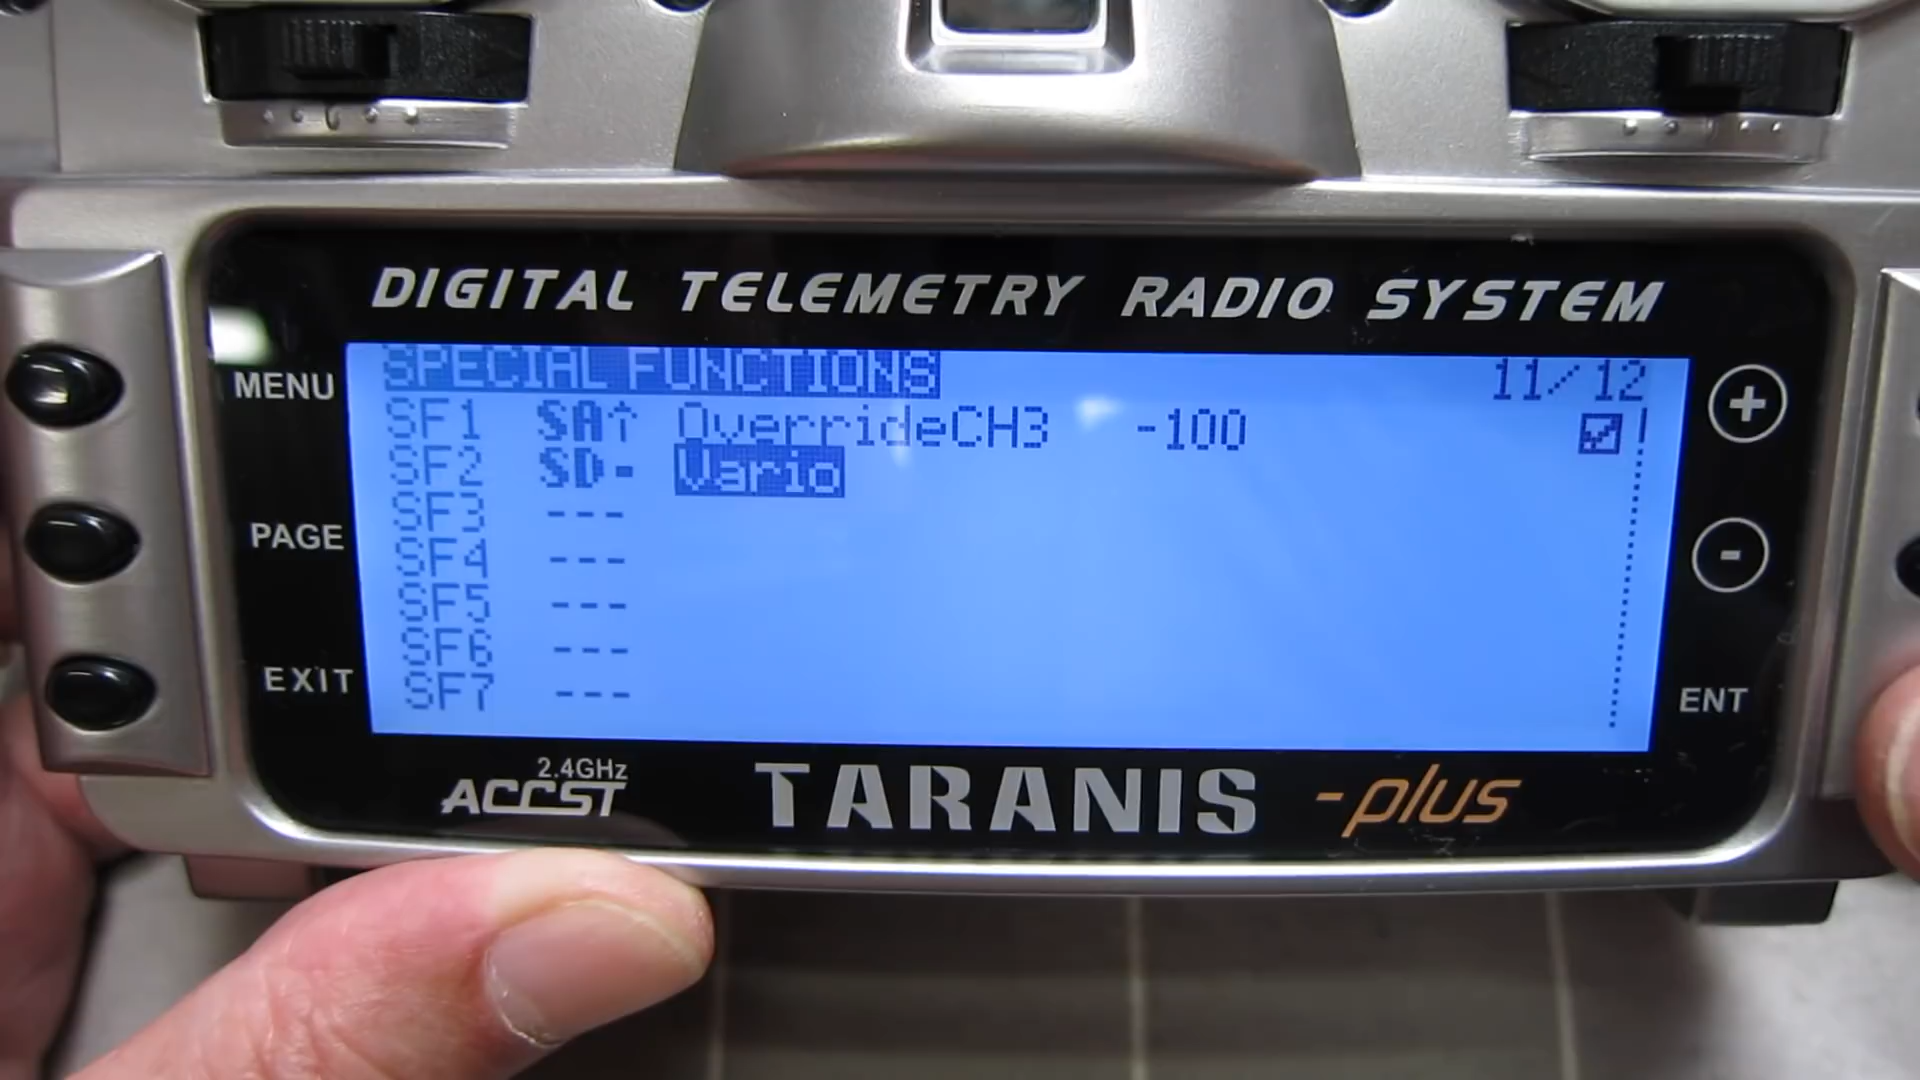 DIGITAL TELEMETRY RADIO SYSTEM
SPECIAL FUNCTIONS 11/12
SF1 SA↑ OverrideCH3 -100
SF2 SD- Vario
SF3 ---
SF4 ---
SF5 ---
SF6 ---
SF7 ---
MENU
PAGE
EXIT
+
-
ENT
2.4GHz
ACCST
TARANIS -plus